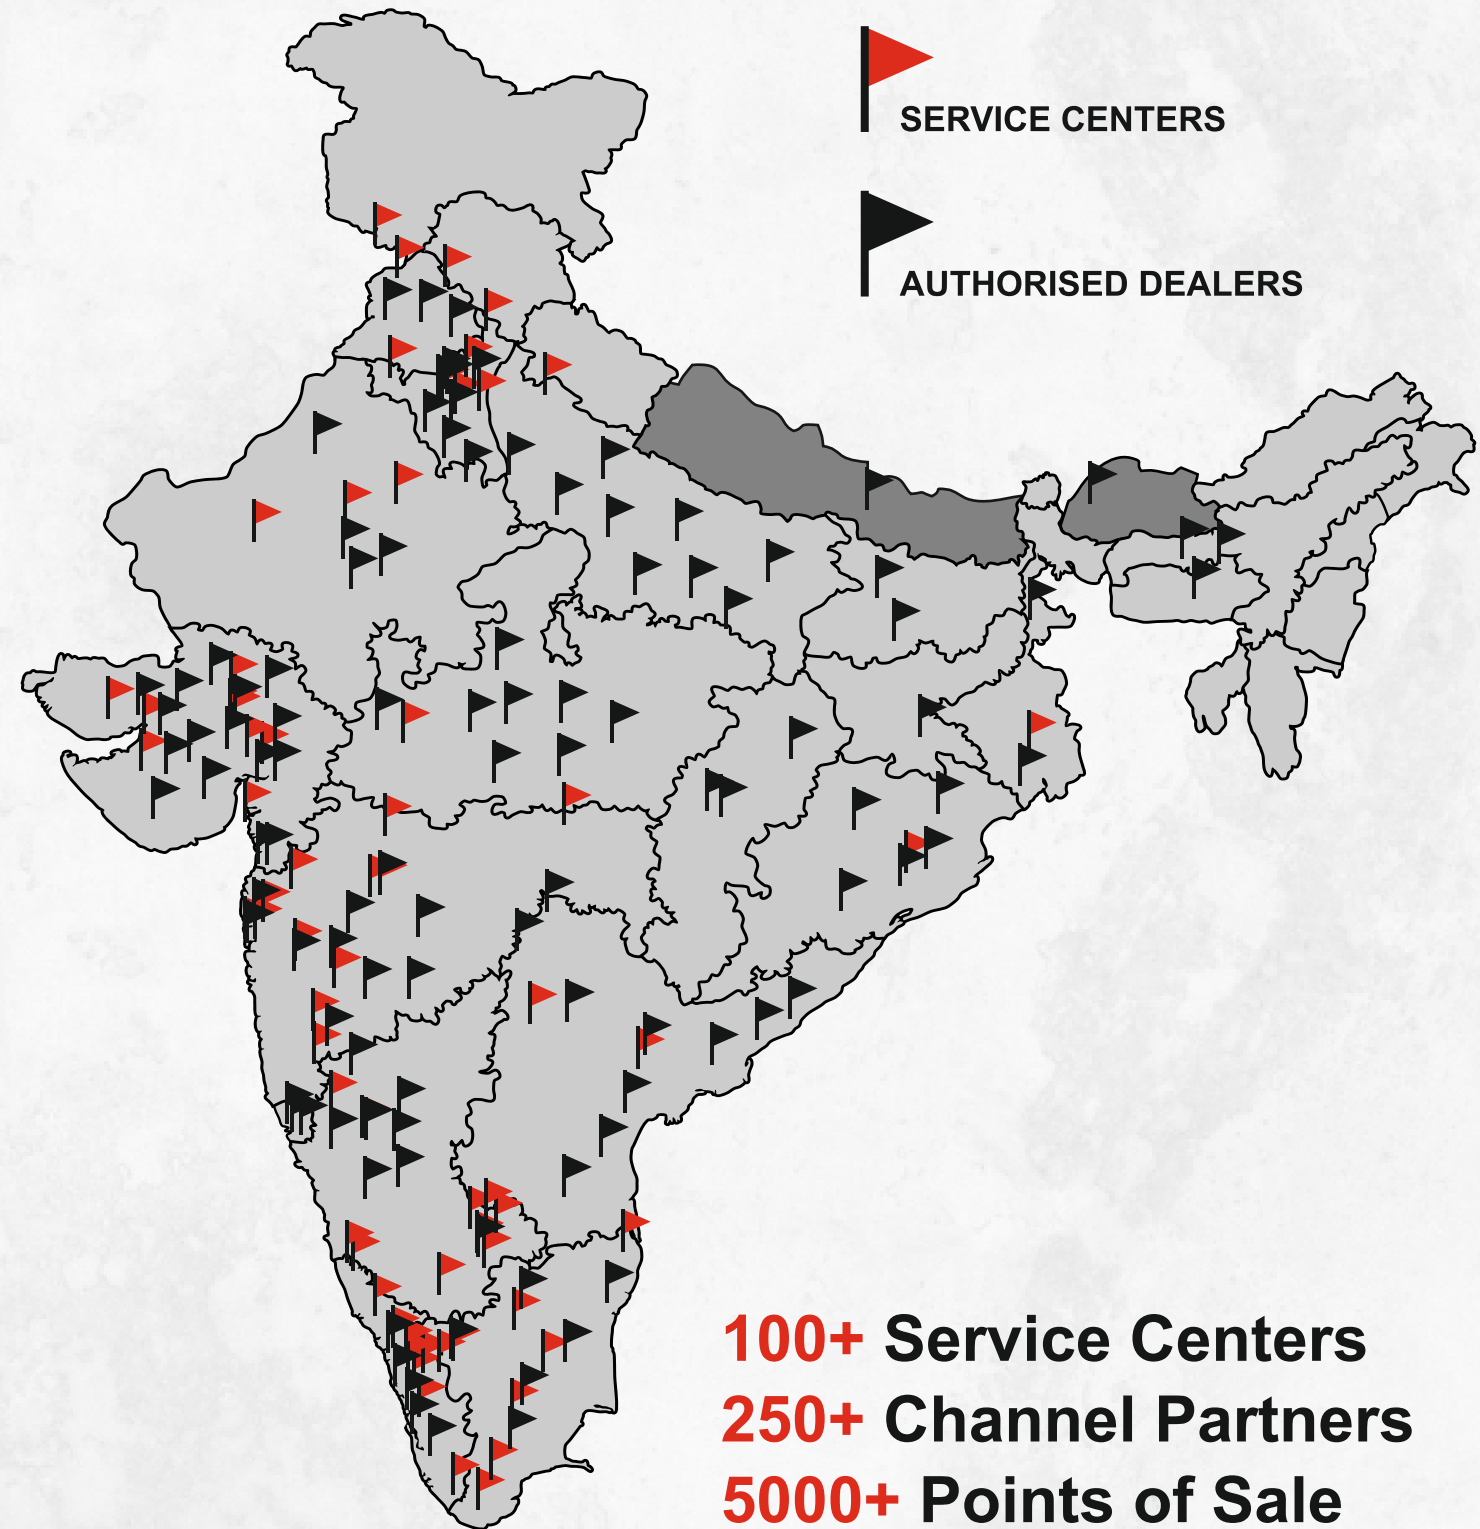 SERVICE CENTERS
AUTHORISED DEALERS
100+ Service Centers
250+ Channel Partners
5000+ Points of Sale